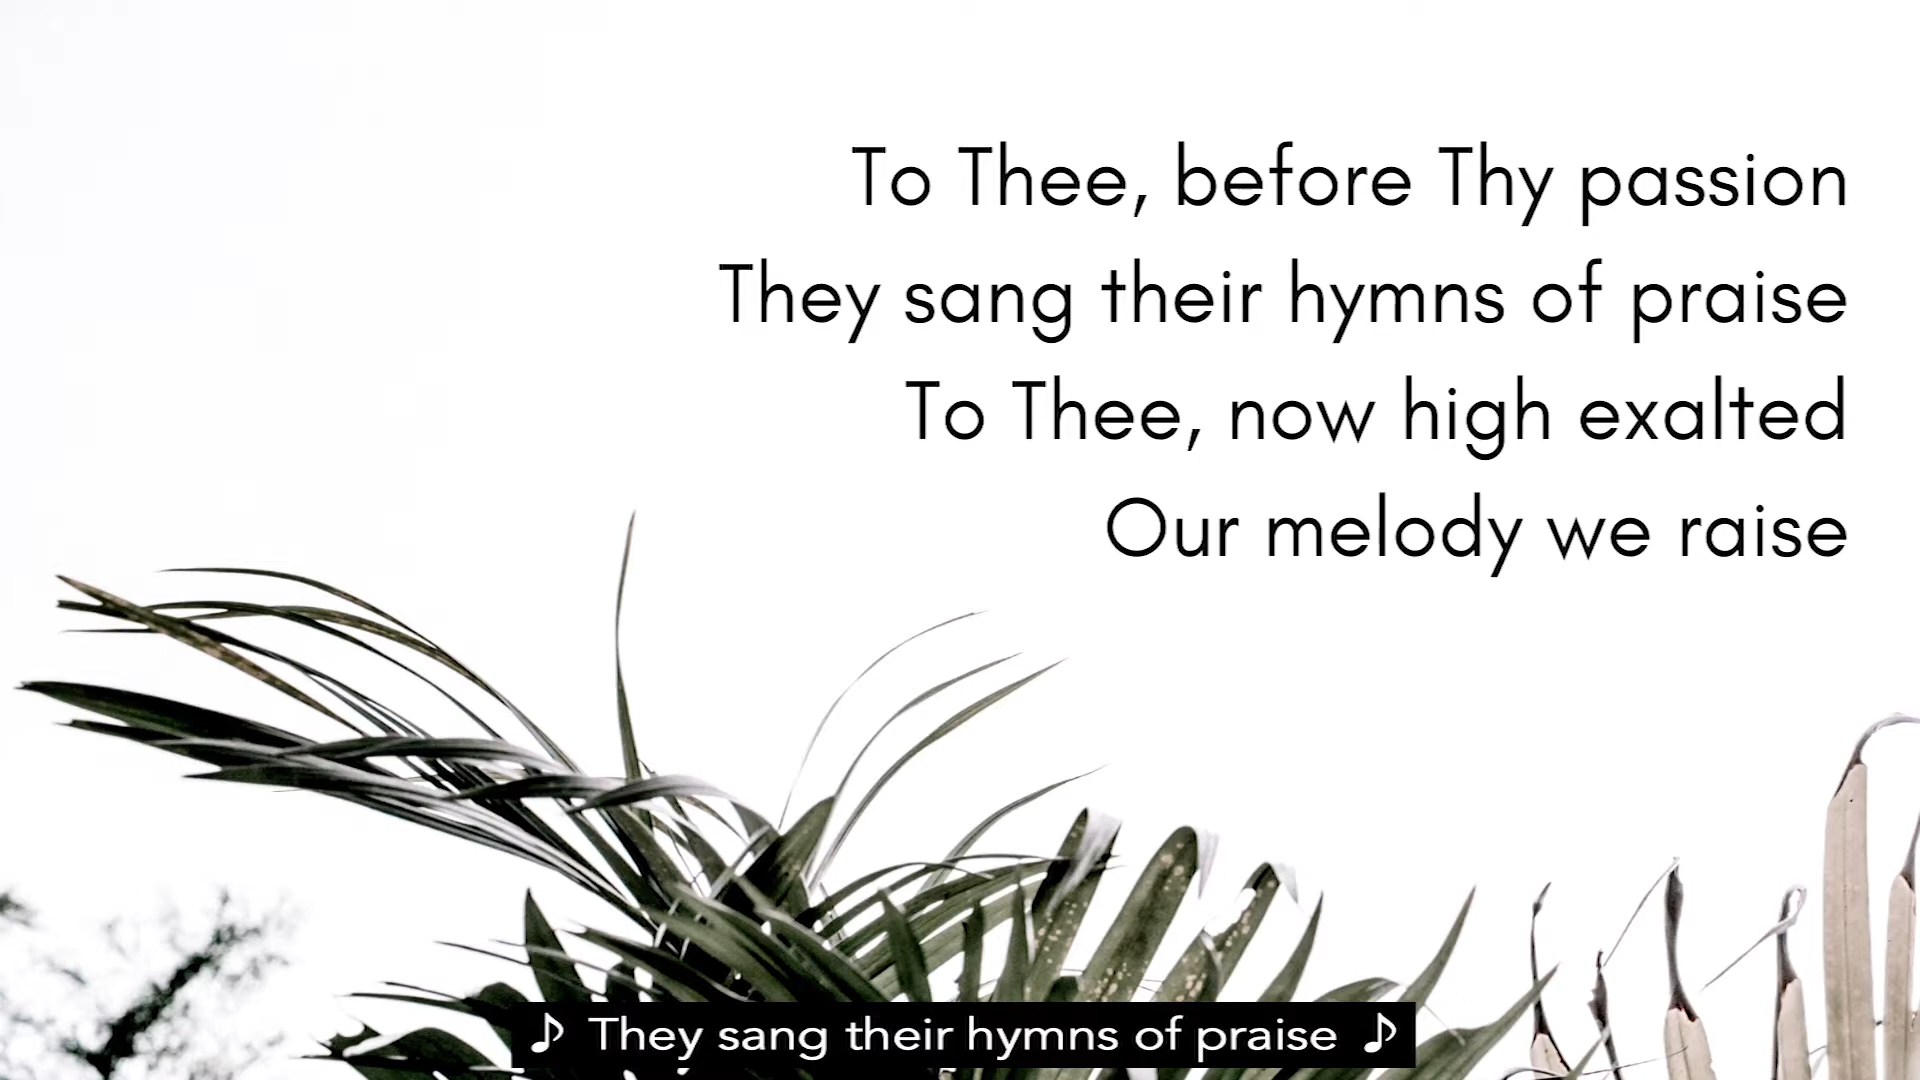 To Thee, before Thy passion
They sang their hymns of praise
To Thee, now high exalted
Our melody we raise
♪ They sang their hymns of praise ♪